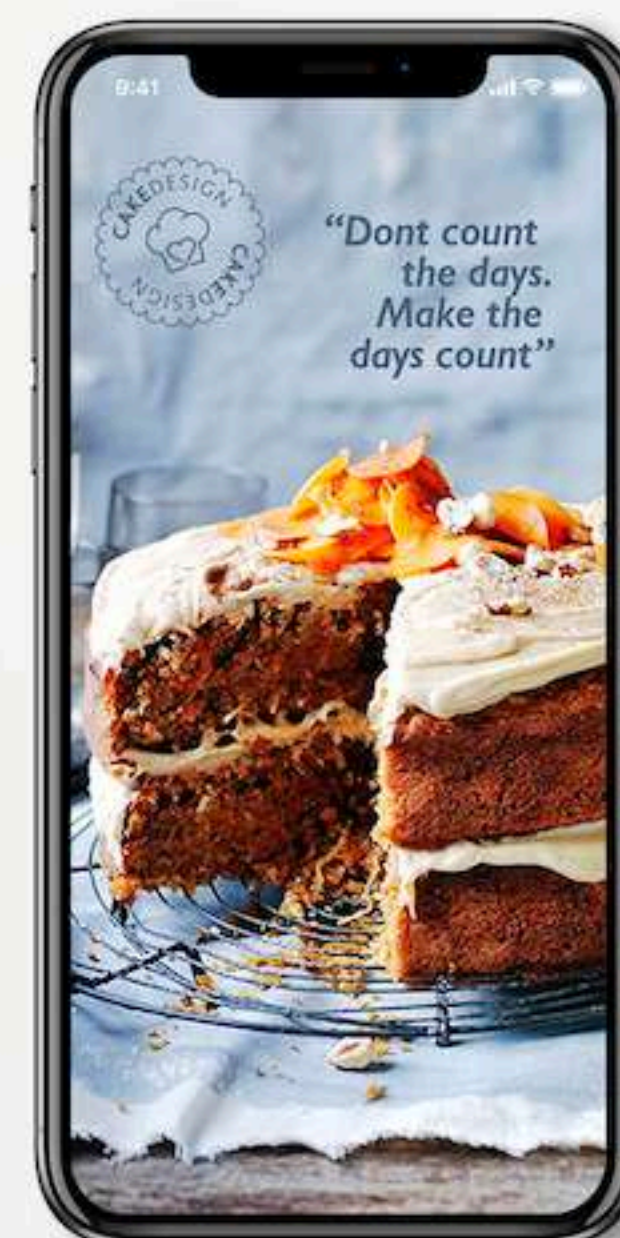 9:41
CAKEDESIGN
CAKEDESIGN
“Dont count
the days.
Make the
days count”